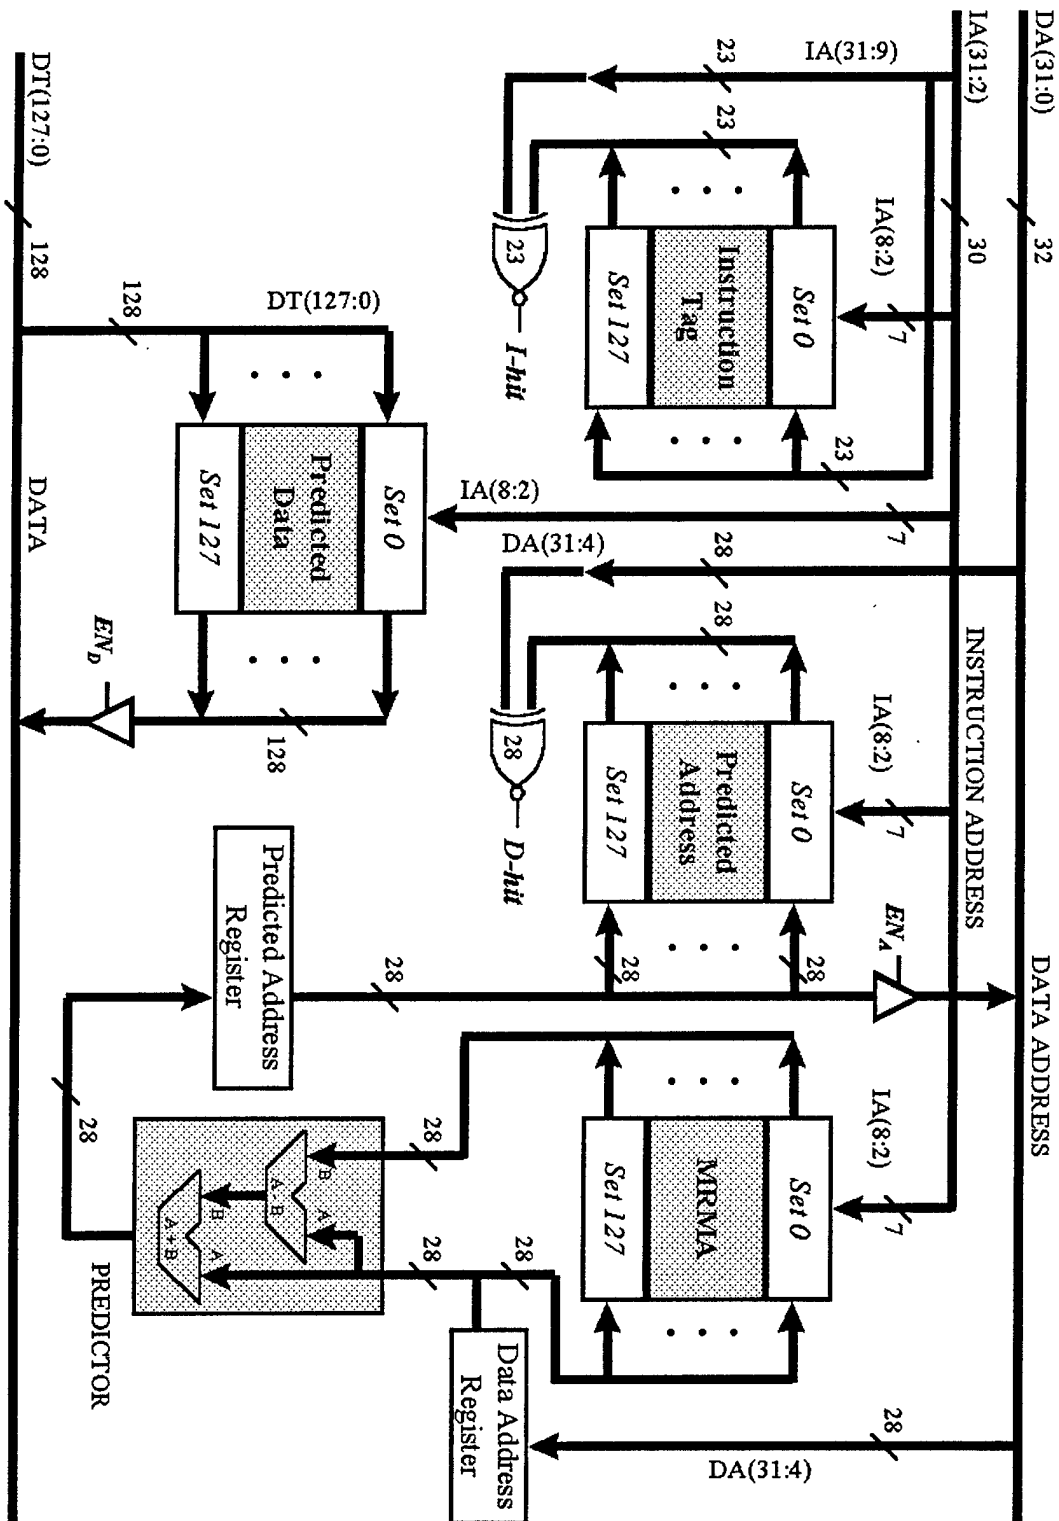 DA(31:0)
32
DATA ADDRESS
IA(31:2)
30
INSTRUCTION ADDRESS
IA(31:9)
23
23
IA(8:2)
7
Set 0
Instruction
Tag
Set 127
23
23
I-hit
IA(8:2)
7
DA(31:4)
28
28
IA(8:2)
7
Set 0
Predicted
Address
Set 127
28
28
28
D-hit
EN_A
IA(8:2)
7
Set 0
MRMA
Set 127
28
DA(31:4)
Data Address
Register
28
28
28
B
A
A - B
B
A
A + B
PREDICTOR
28
28
Predicted Address
Register
DT(127:0)
128
Set 0
Predicted
Data
Set 127
128
EN_D
DT(127:0)
128
DATA